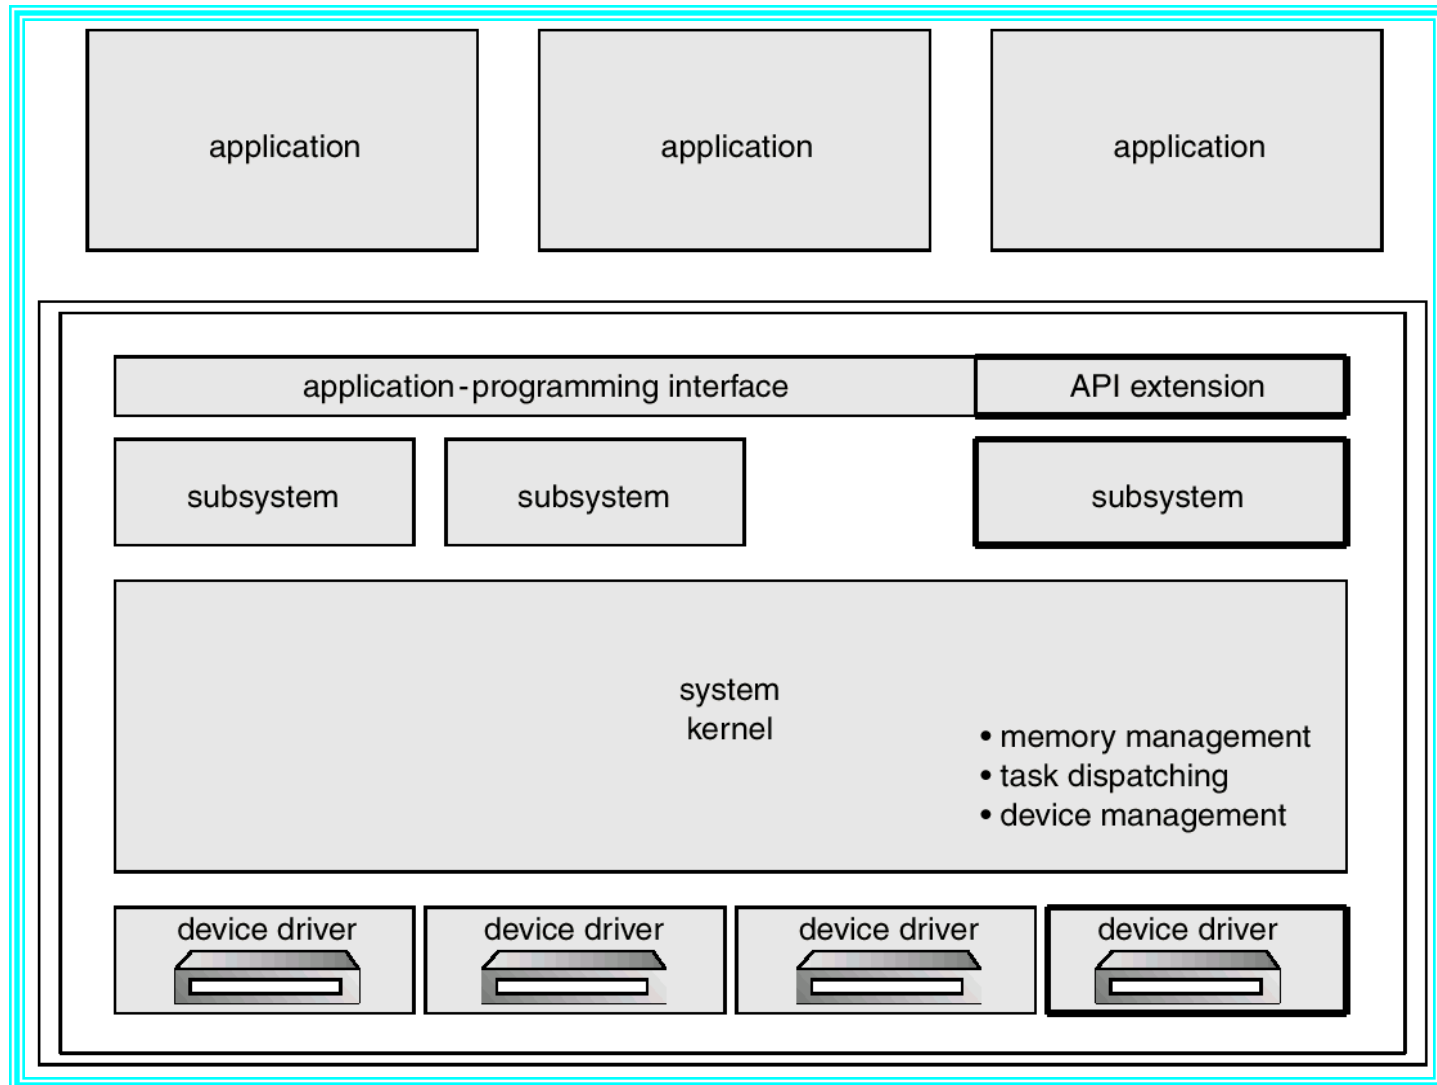 application
application
application
application-programming interface
API extension
subsystem
subsystem
subsystem
system
kernel
• memory management
• task dispatching
• device management
device driver
device driver
device driver
device driver